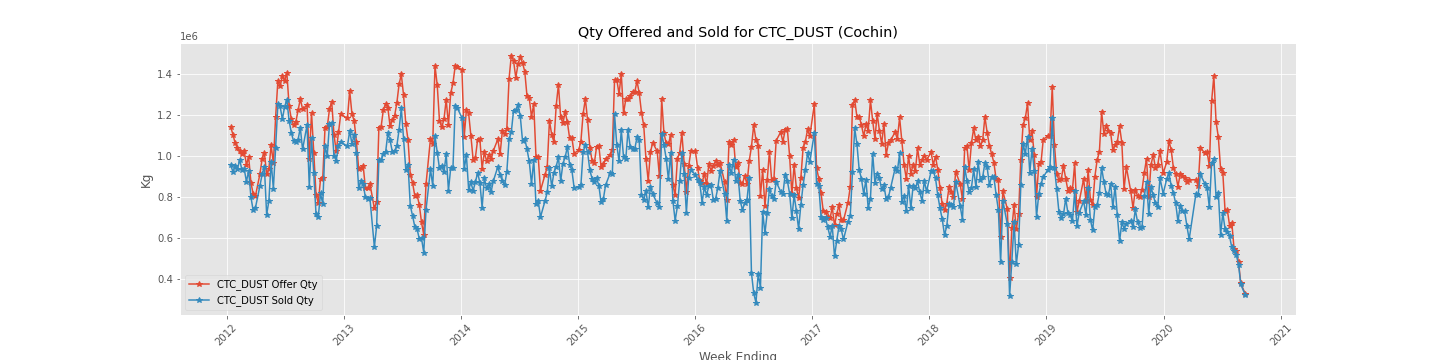 Qty Offered and Sold for CTC_DUST (Cochin)
1e6
1.4
1.2
1.0
0.8
0.6
0.4
Kg
CTC_DUST Offer Qty
CTC_DUST Sold Qty
2012
2013
2014
2015
2016
2017
2018
2019
2020
2021
Week Ending